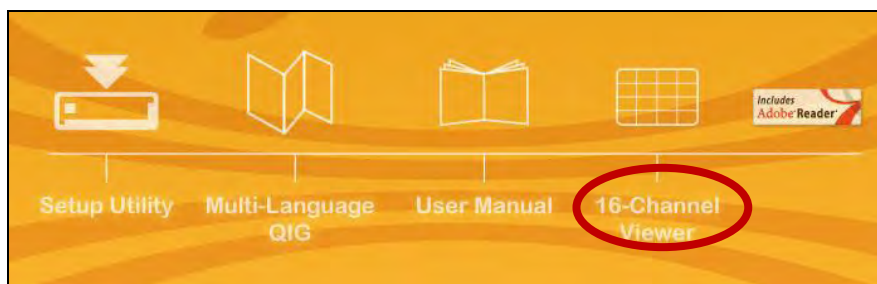 Includes
Adobe Reader
Setup Utility
Multi-Language
QIG
User Manual
16-Channel
Viewer